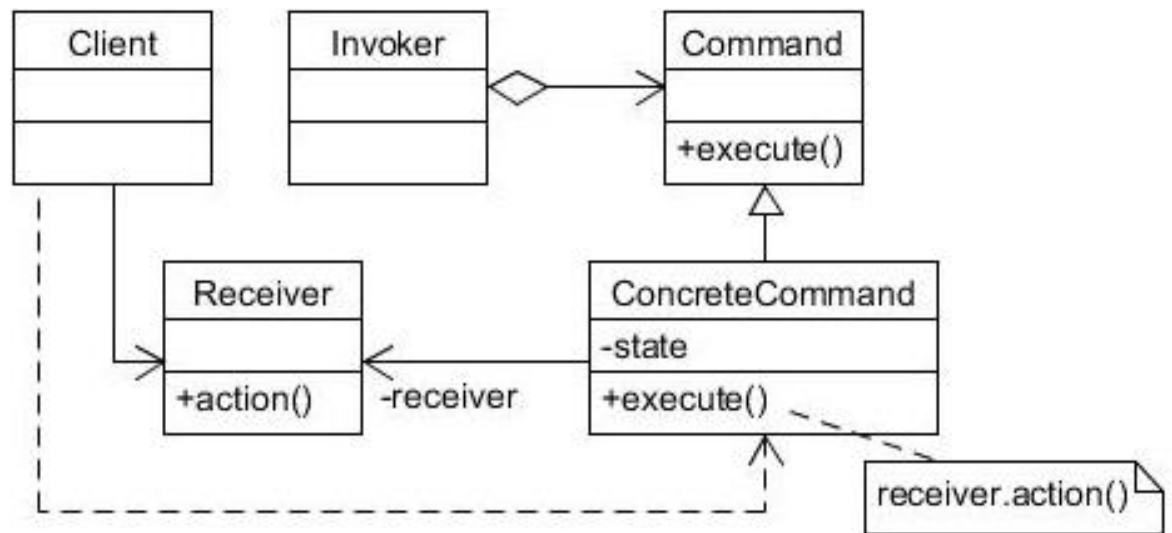 Client
Invoker
Command
+execute()
Receiver
+action()
-receiver
ConcreteCommand
-state
+execute()
receiver.action()